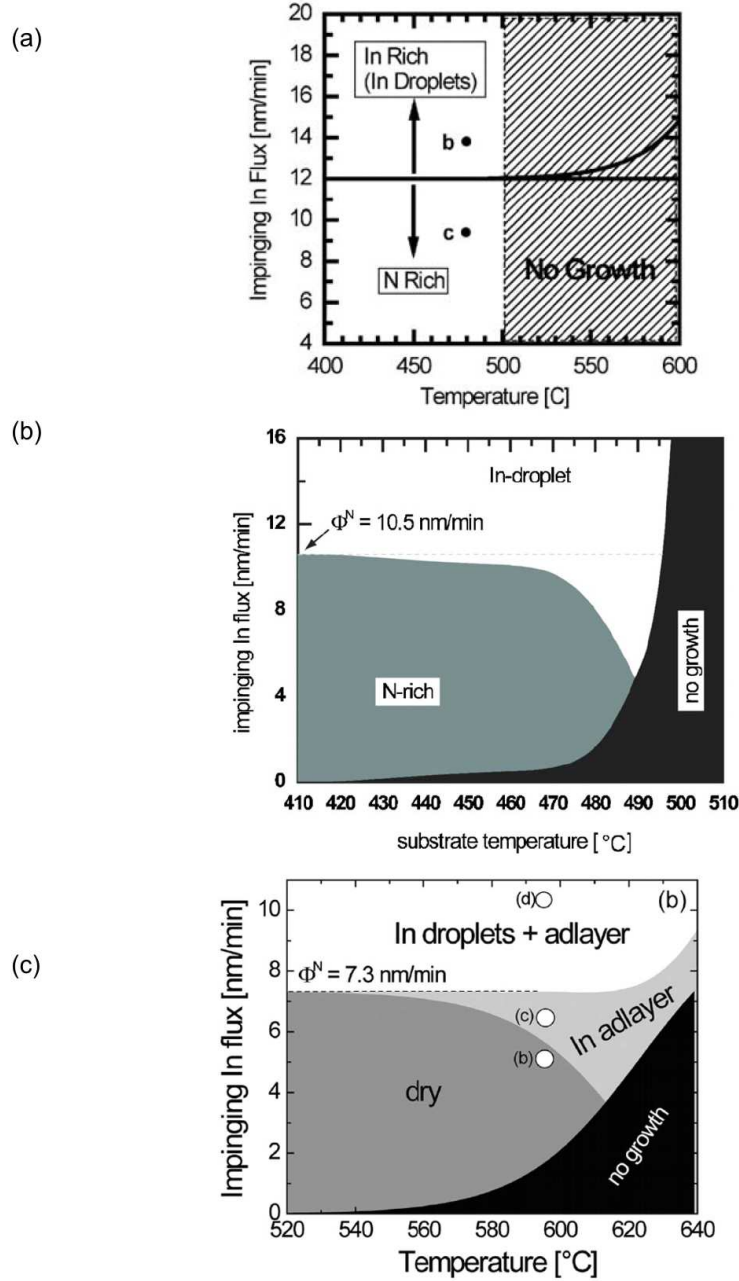 (a)
20
18
16
14
12
10
8
6
4
Impinging In Flux [nm/min]
In Rich
(In Droplets)
b
c
N Rich
No Growth
400 450 500 550 600
Temperature [C]
(b)
16
12
8
4
0
impinging In flux [nm/min]
In-droplet
Φᴺ = 10.5 nm/min
N-rich
no growth
410 420 430 440 450 460 470 480 490 500 510
substrate temperature [°C]
(c)
10
8
6
4
2
0
Impinging In flux [nm/min]
(d)
(b)
In droplets + adlayer
Φᴺ = 7.3 nm/min
(c)
In adlayer
(b)
dry
no growth
520 540 560 580 600 620 640
Temperature [°C]